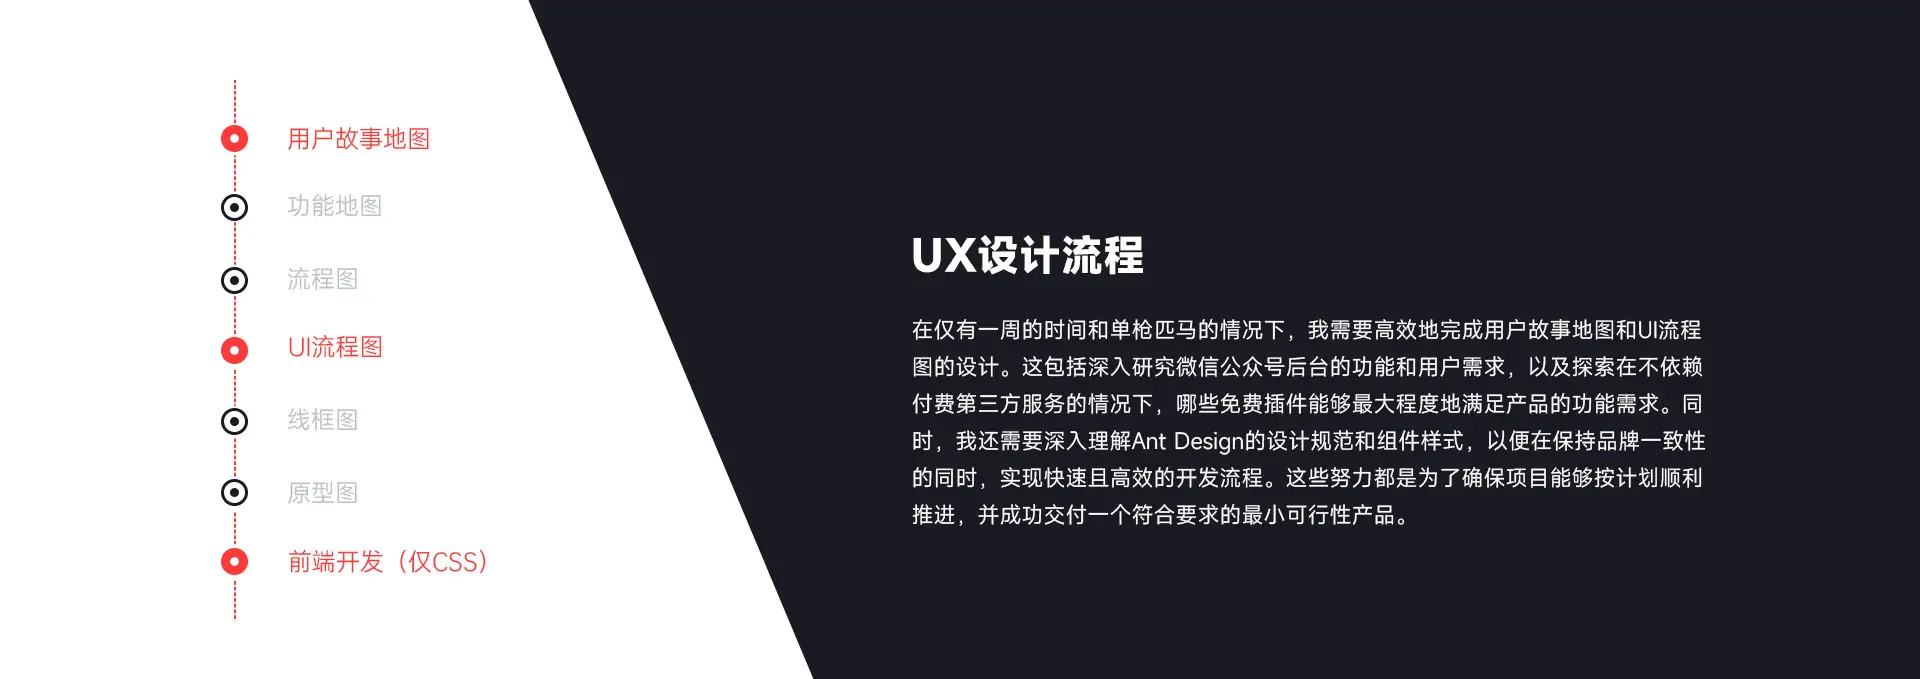 用户故事地图
功能地图
流程图
UI流程图
线框图
原型图
前端开发（仅CSS）
UX设计流程
在仅有一周的时间和单枪匹马的情况下，我需要高效地完成用户故事地图和UI流程
图的设计。这包括深入研究微信公众号后台的功能和用户需求，以及探索在不依赖
付费第三方服务的情况下，哪些免费插件能够最大程度地满足产品的功能需求。同
时，我还需要深入理解Ant Design的设计规范和组件样式，以便在保持品牌一致性
的同时，实现快速且高效的开发流程。这些努力都是为了确保项目能够按计划顺利
推进，并成功交付一个符合要求的最小可行性产品。